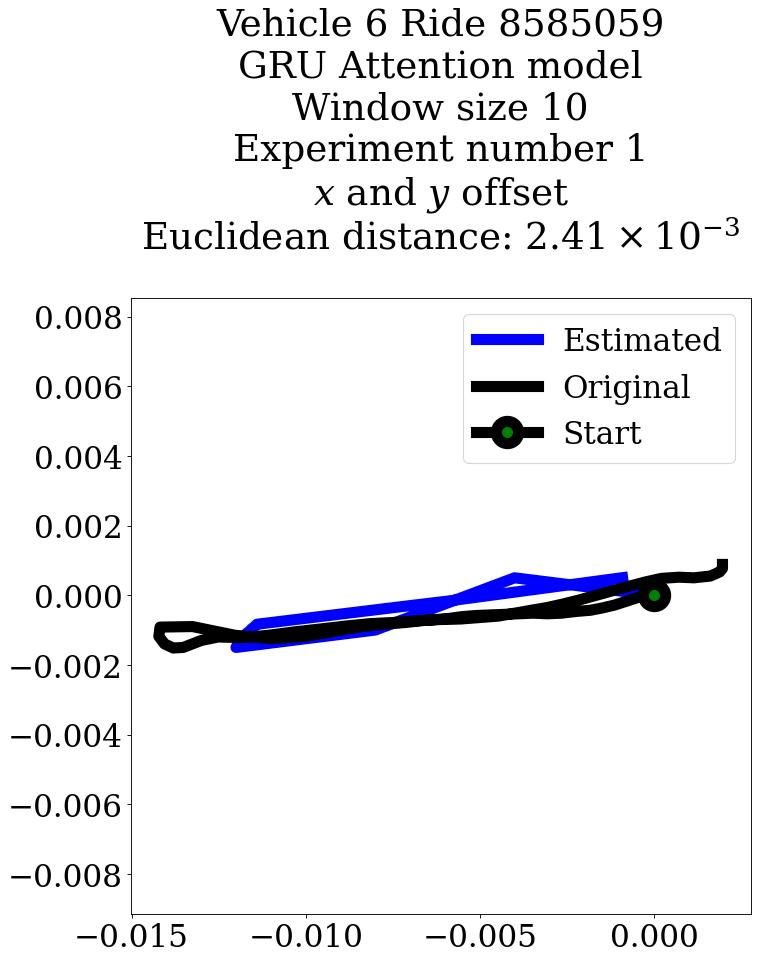 Vehicle 6 Ride 8585059
GRU Attention model
Window size 10
Experiment number 1
x and y offset
Euclidean distance: 2.41 × 10⁻³
Estimated
Original
Start
0.008
0.006
0.004
0.002
0.000
−0.002
−0.004
−0.006
−0.008
−0.015 −0.010 −0.005 0.000